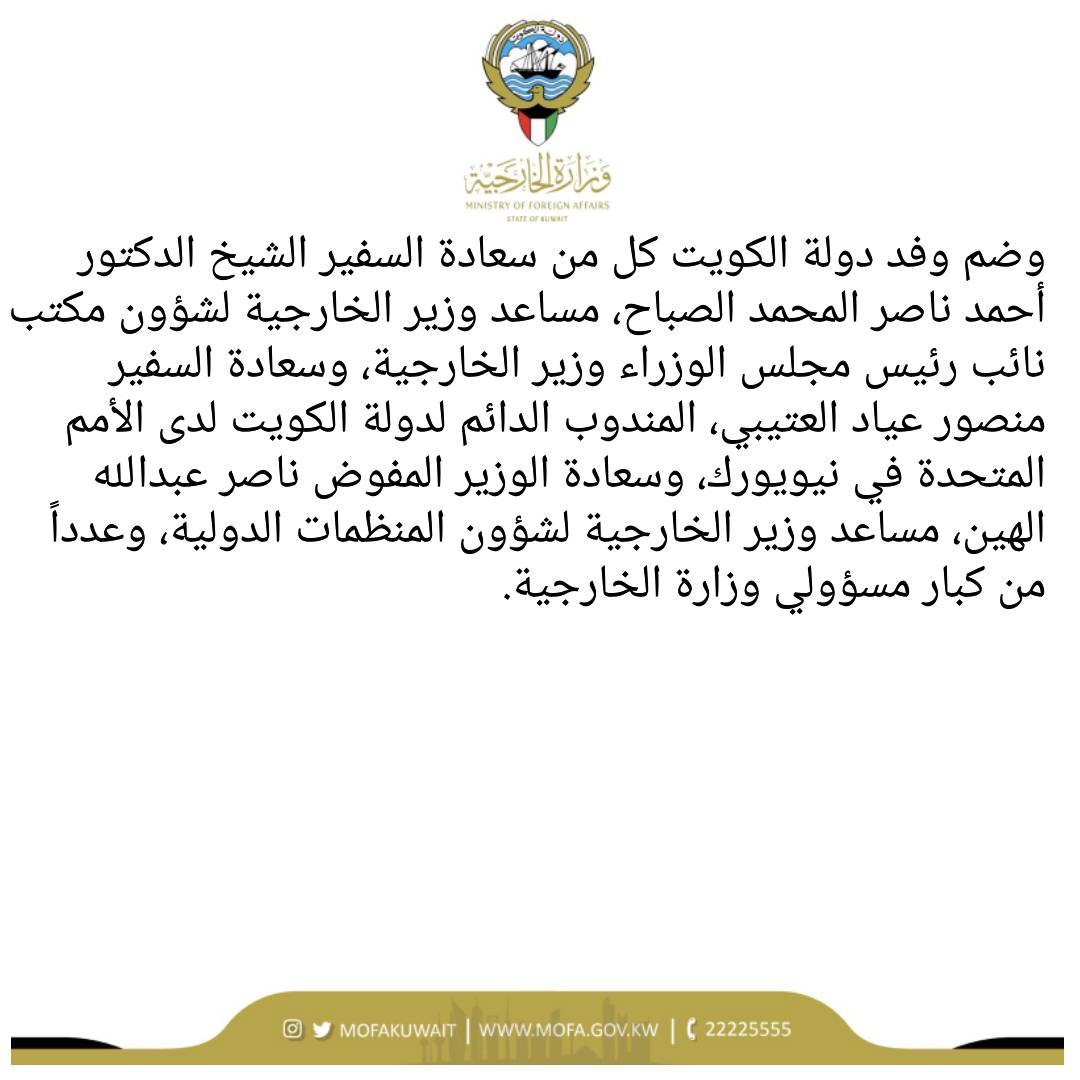 دولة الكويت
وزارة الخارجية
MINISTRY OF FOREIGN AFFAIRS
STATE OF KUWAIT
وضم وفد دولة الكويت كل من سعادة السفير الشيخ الدكتور
أحمد ناصر المحمد الصباح، مساعد وزير الخارجية لشؤون مكتب
نائب رئيس مجلس الوزراء وزير الخارجية، وسعادة السفير
منصور عياد العتيبي، المندوب الدائم لدولة الكويت لدى الأمم
المتحدة في نيويورك، وسعادة الوزير المفوض ناصر عبدالله
الهين، مساعد وزير الخارجية لشؤون المنظمات الدولية، وعدداً
من كبار مسؤولي وزارة الخارجية.
MOFAKUWAIT | WWW.MOFA.GOV.KW | 22225555